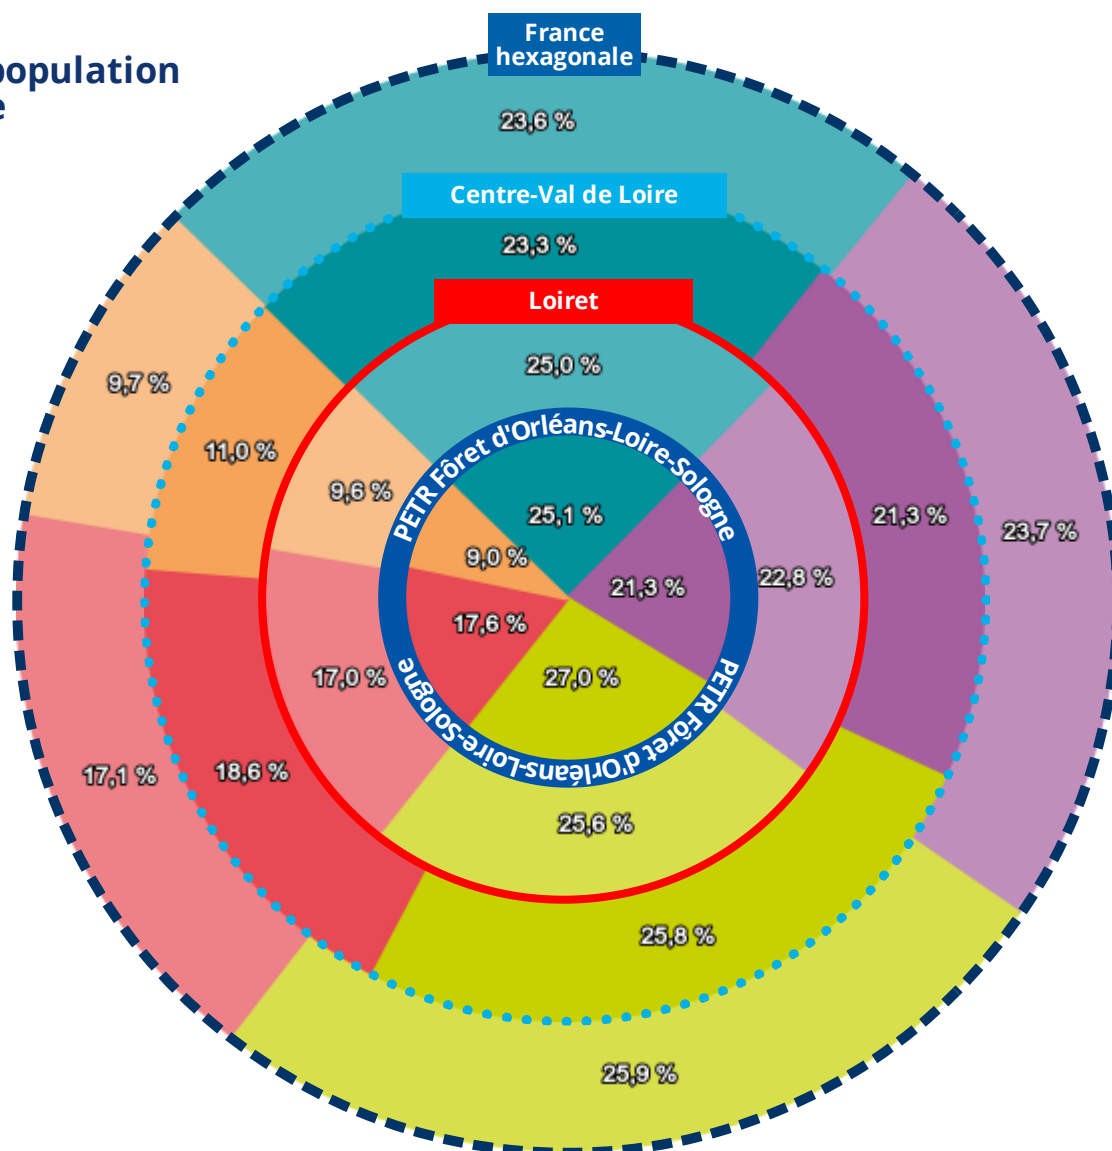 France
hexagonale
population
e
23,6 %
Centre-Val de Loire
23,3 %
Loiret
25,0 %
9,7 %
11,0 %
9,6 %
PETR Fôret d'Orléans-Loire-Sologne
25,1 %
9,0 %
21,3 %
22,8 %
21,3 %
23,7 %
17,6 %
27,0 %
17,0 %
PETR Fôret d'Orléans-Loire-Sologne
17,1 %
18,6 %
25,6 %
25,8 %
25,9 %